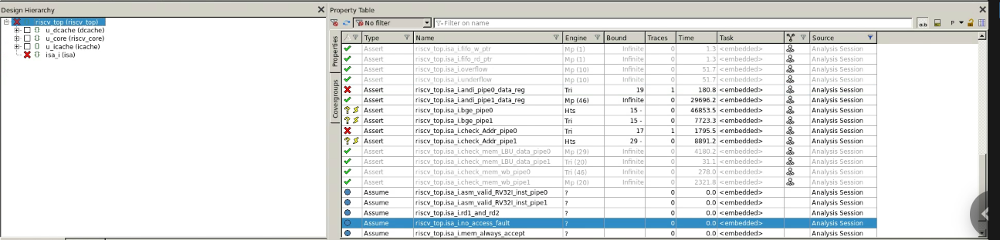 Design Hierarchy
riscv_top (riscv_top)
u_dcache (dcache)
u_core (riscv_core)
u_icache (icache)
isa_i (isa)
Property Table
No filter
Filter on name
a.b
P
Properties
Covergroups
Type Name Engine Bound Traces Time Task Source
Assert riscv_top.isa_i.fifo_w_ptr Mp (1) Infinite 0 1.3 <embedded> Analysis Session
Assert riscv_top.isa_i.fifo_rd_ptr Mp (1) Infinite 0 1.3 <embedded> Analysis Session
Assert riscv_top.isa_i.overflow Mp (10) Infinite 0 51.7 <embedded> Analysis Session
Assert riscv_top.isa_i.underflow Mp (10) Infinite 0 51.7 <embedded> Analysis Session
Assert riscv_top.isa_i.andi_pipe0_data_reg Tri 19 1 180.8 <embedded> Analysis Session
Assert riscv_top.isa_i.andi_pipe1_data_reg Mp (46) Infinite 0 29696.2 <embedded> Analysis Session
? Assert riscv_top.isa_i.bge_pipe0 Hts 15 - 0 46853.5 <embedded> Analysis Session
? Assert riscv_top.isa_i.bge_pipe1 Tri 15 - 0 7723.3 <embedded> Analysis Session
Assert riscv_top.isa_i.check_Addr_pipe0 Tri 17 1 1795.5 <embedded> Analysis Session
? Assert riscv_top.isa_i.check_Addr_pipe1 Hts 29 - 0 8891.2 <embedded> Analysis Session
Assert riscv_top.isa_i.check_mem_LBU_data_pipe0 Mp (29) Infinite 0 4180.2 <embedded> Analysis Session
Assert riscv_top.isa_i.check_mem_LBU_data_pipe1 Tri (20) Infinite 0 31.1 <embedded> Analysis Session
Assert riscv_top.isa_i.check_mem_wb_pipe0 Tri (46) Infinite 0 278.0 <embedded> Analysis Session
Assert riscv_top.isa_i.check_mem_wb_pipe1 Mp (20) Infinite 0 2321.8 <embedded> Analysis Session
Assume riscv_top.isa_i.asm_valid_RV32I_inst_pipe0 ? 0 0.0 <embedded> Analysis Session
Assume riscv_top.isa_i.asm_valid_RV32I_inst_pipe1 ? 0 0.0 <embedded> Analysis Session
Assume riscv_top.isa_i.rd1_and_rd2 ? 0 0.0 <embedded> Analysis Session
Assume riscv_top.isa_i.no_access_fault ? 0 0.0 <embedded> Analysis Session
Assume riscv_top.isa_i.mem_always_accept ? 0 0.0 <embedded> Analysis Session